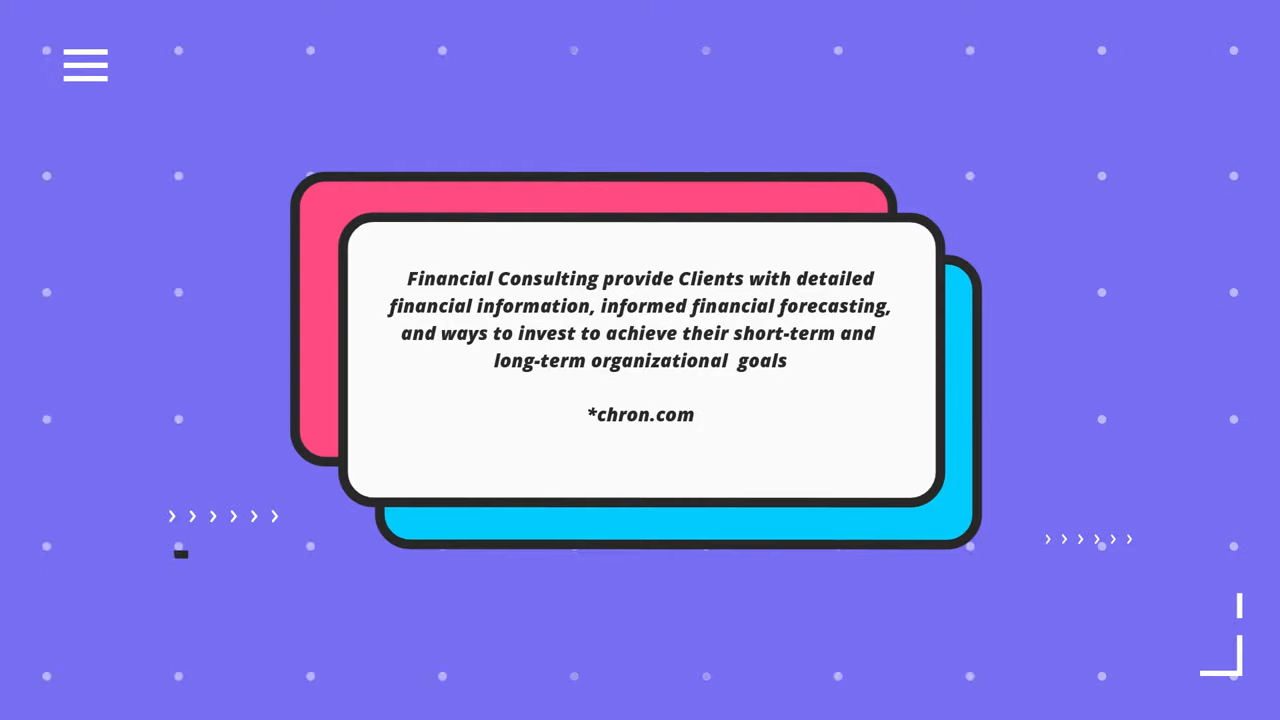 Financial Consulting provide Clients with detailed
financial information, informed financial forecasting,
and ways to invest to achieve their short-term and
long-term organizational  goals
*chron.com